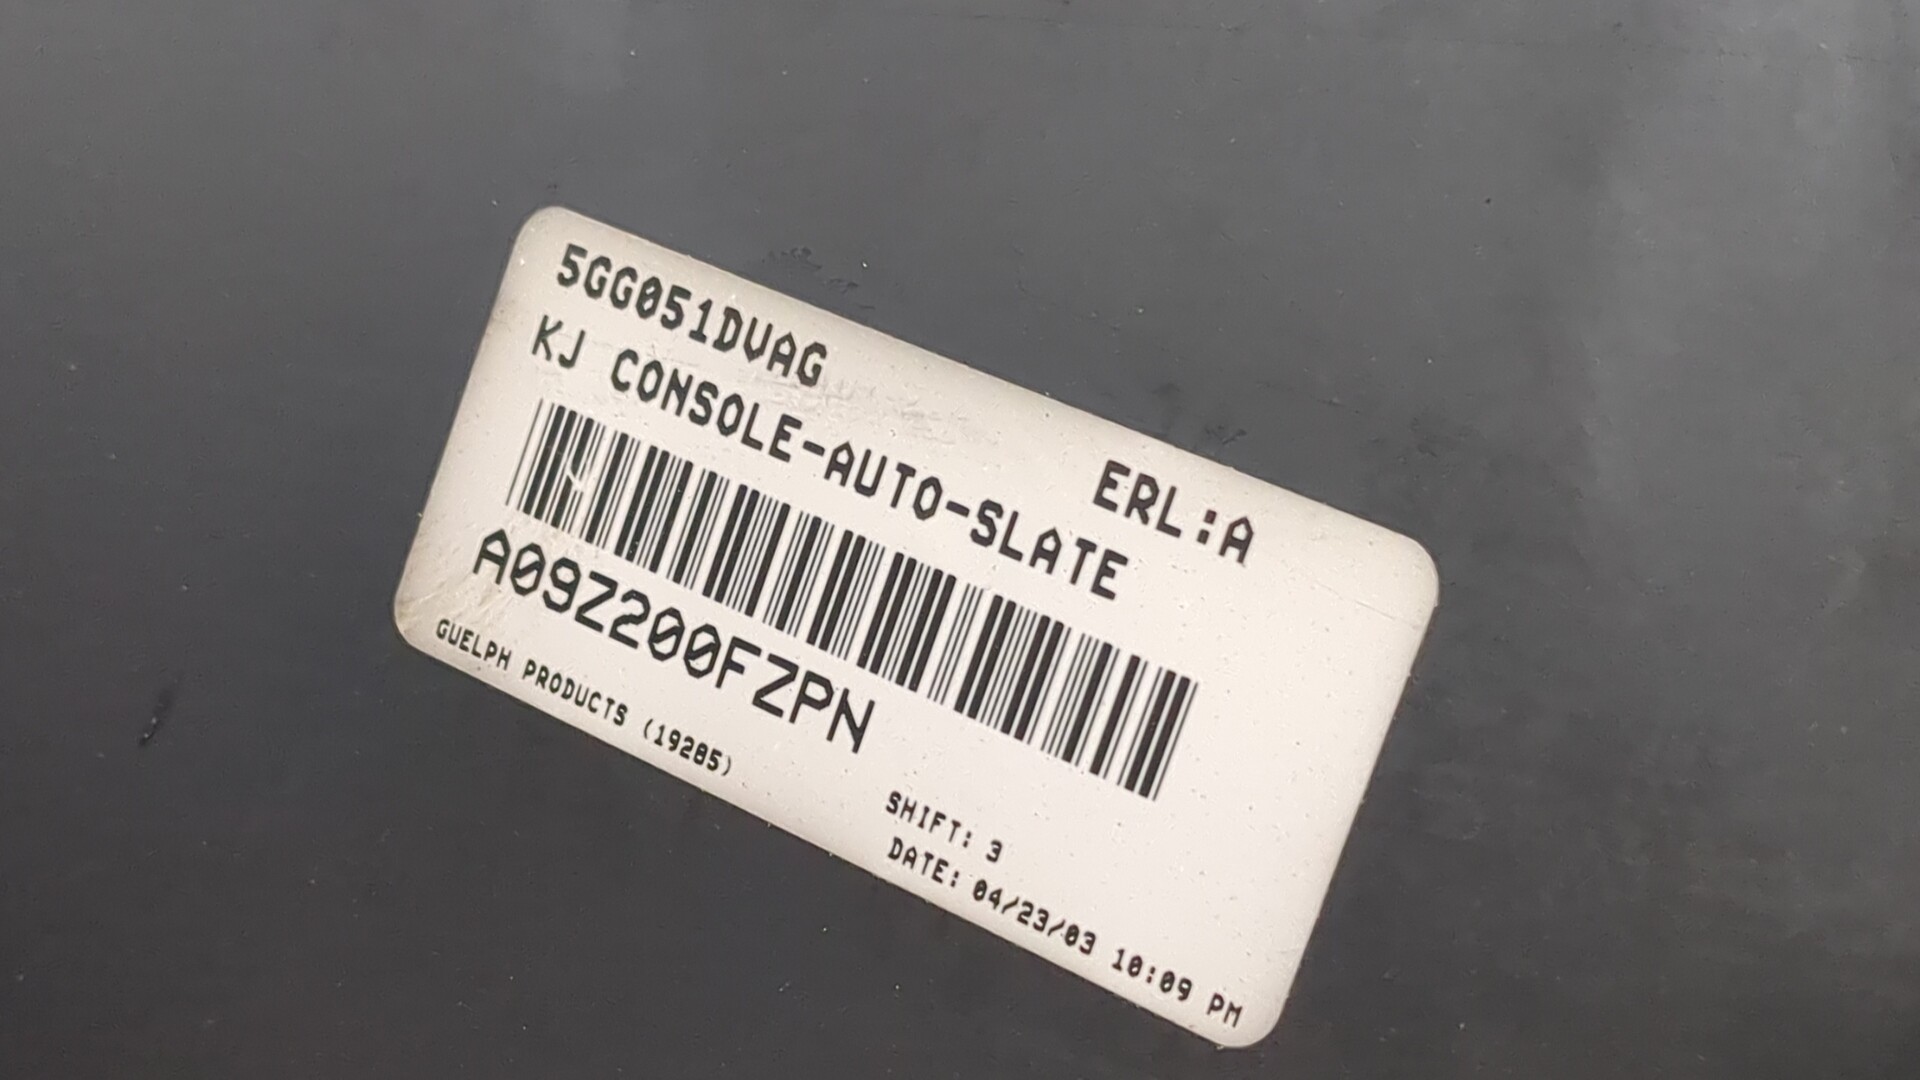 5GG051DVAG
ERL:A
KJ CONSOLE-AUTO-SLATE
A09Z200FZPN
GUELPH PRODUCTS (19285)
SHIFT: 3
DATE: 04/23/03 10:09 PM